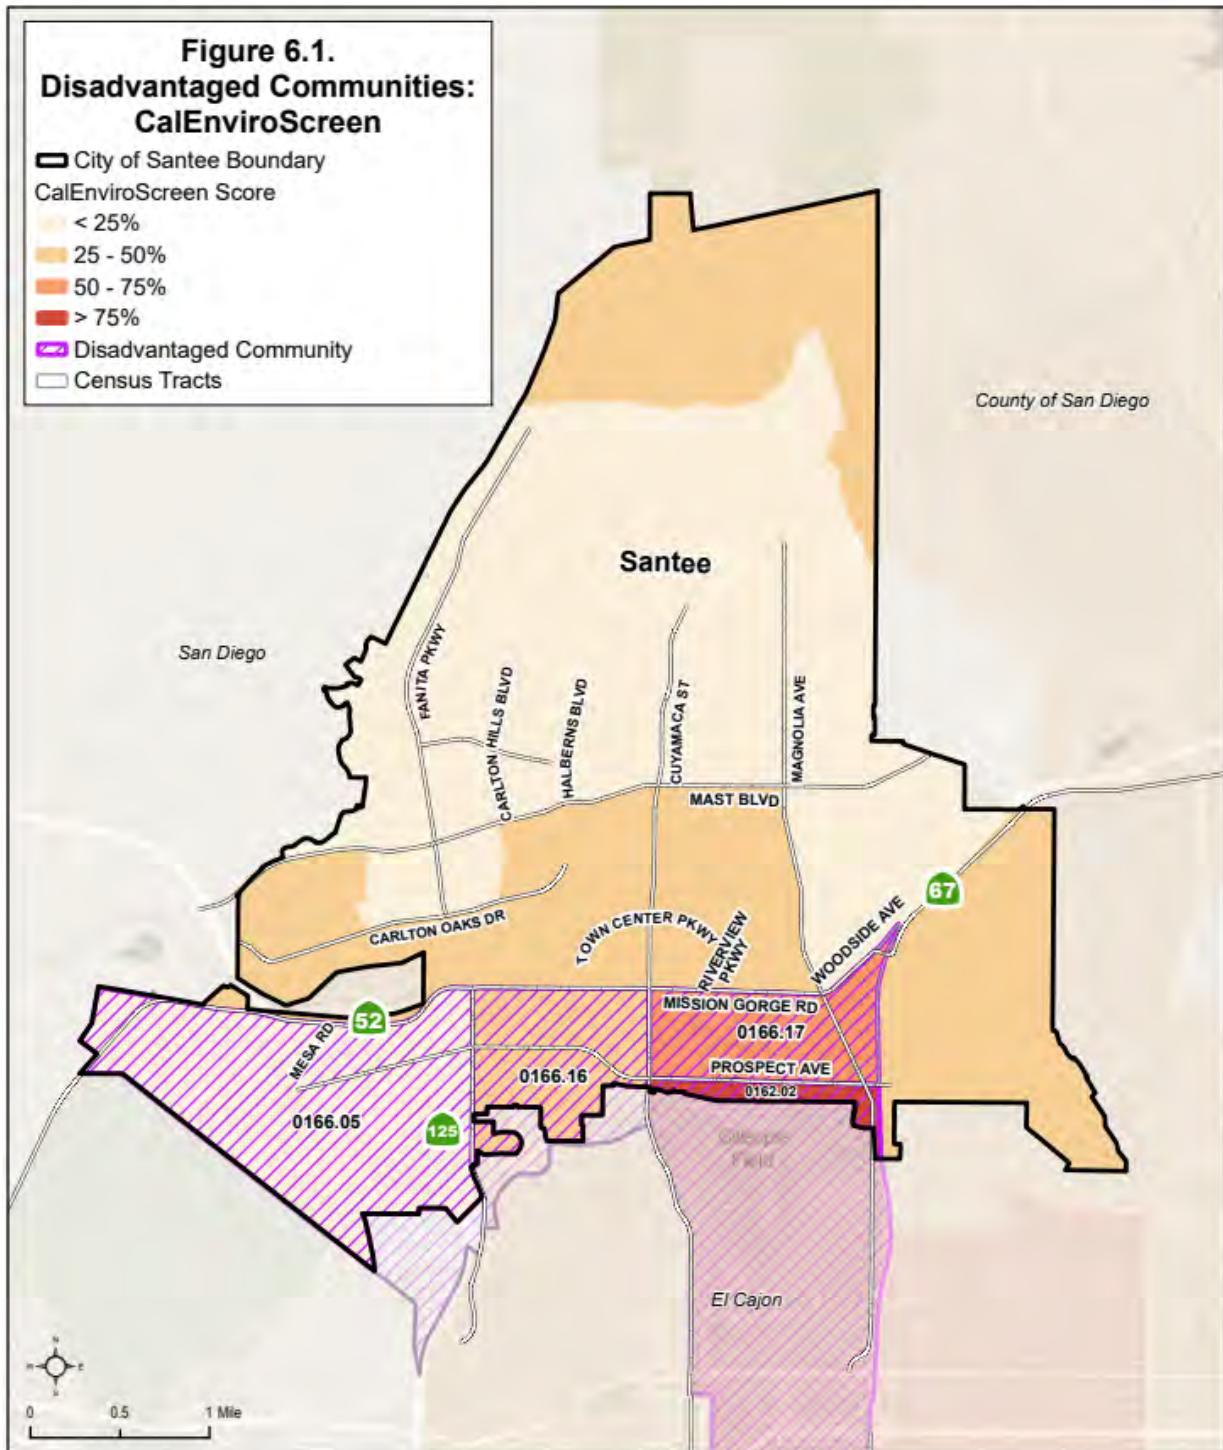 Figure 6.1.
Disadvantaged Communities:
CalEnviroScreen
City of Santee Boundary
CalEnviroScreen Score
< 25%
25 - 50%
50 - 75%
> 75%
Disadvantaged Community
Census Tracts
County of San Diego
Santee
San Diego
FANITA PKWY
CARLTON HILLS BLVD
HALBERNS BLVD
CUYAMACA ST
MAGNOLIA AVE
MAST BLVD
67
WOODSIDE AVE
CARLTON OAKS DR
TOWN CENTER PKWY
RIVERVIEW
PKWY
MISSION GORGE RD
52
MESA RD
0166.17
PROSPECT AVE
0166.16
0162.02
0166.05
125
Gillespie
Field
El Cajon
N
W
E
S
0 0.5 1 Mile